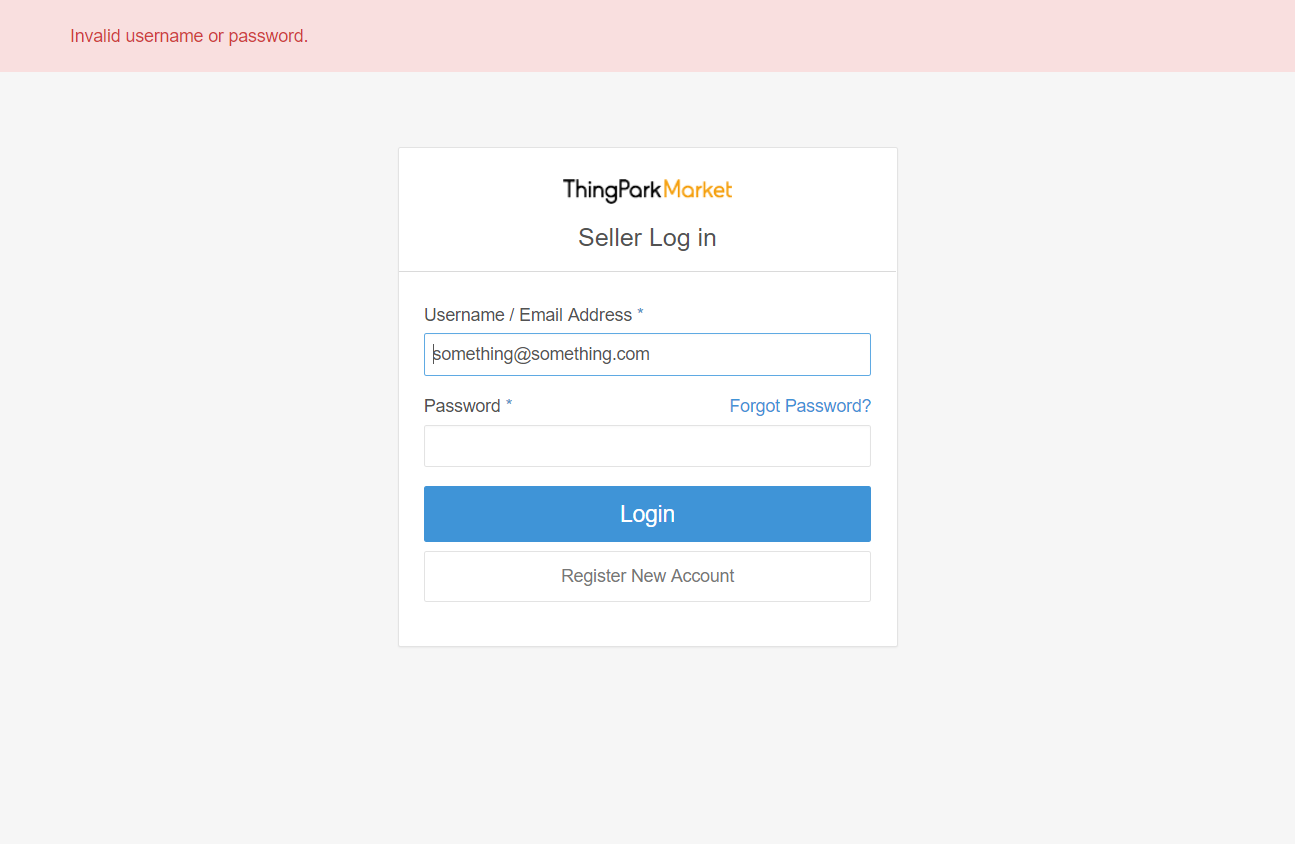 Invalid username or password.
ThingParkMarket
Seller Log in
Username / Email Address *
something@something.com
Password * Forgot Password?
Login
Register New Account